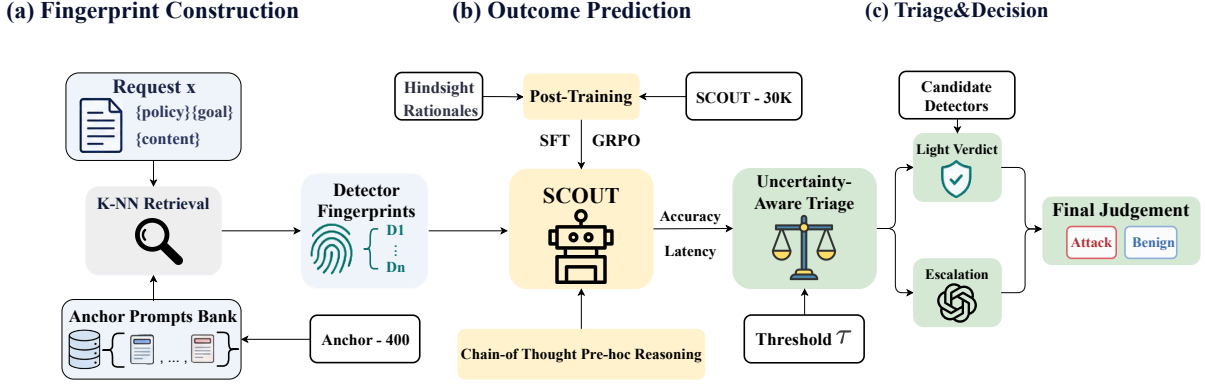 (a) Fingerprint Construction
(b) Outcome Prediction
(c) Triage&Decision
Request x
{policy}{goal}
{content}
K-NN Retrieval
Anchor Prompts Bank
, ... ,
Anchor - 400
Detector
Fingerprints
D1
⋮
Dn
Hindsight
Rationales
Post-Training
SCOUT - 30K
SFT GRPO
SCOUT
Chain-of Thought Pre-hoc Reasoning
Accuracy
Latency
Uncertainty-
Aware Triage
Threshold τ
Candidate
Detectors
Light Verdict
Escalation
Final Judgement
Attack
Benign